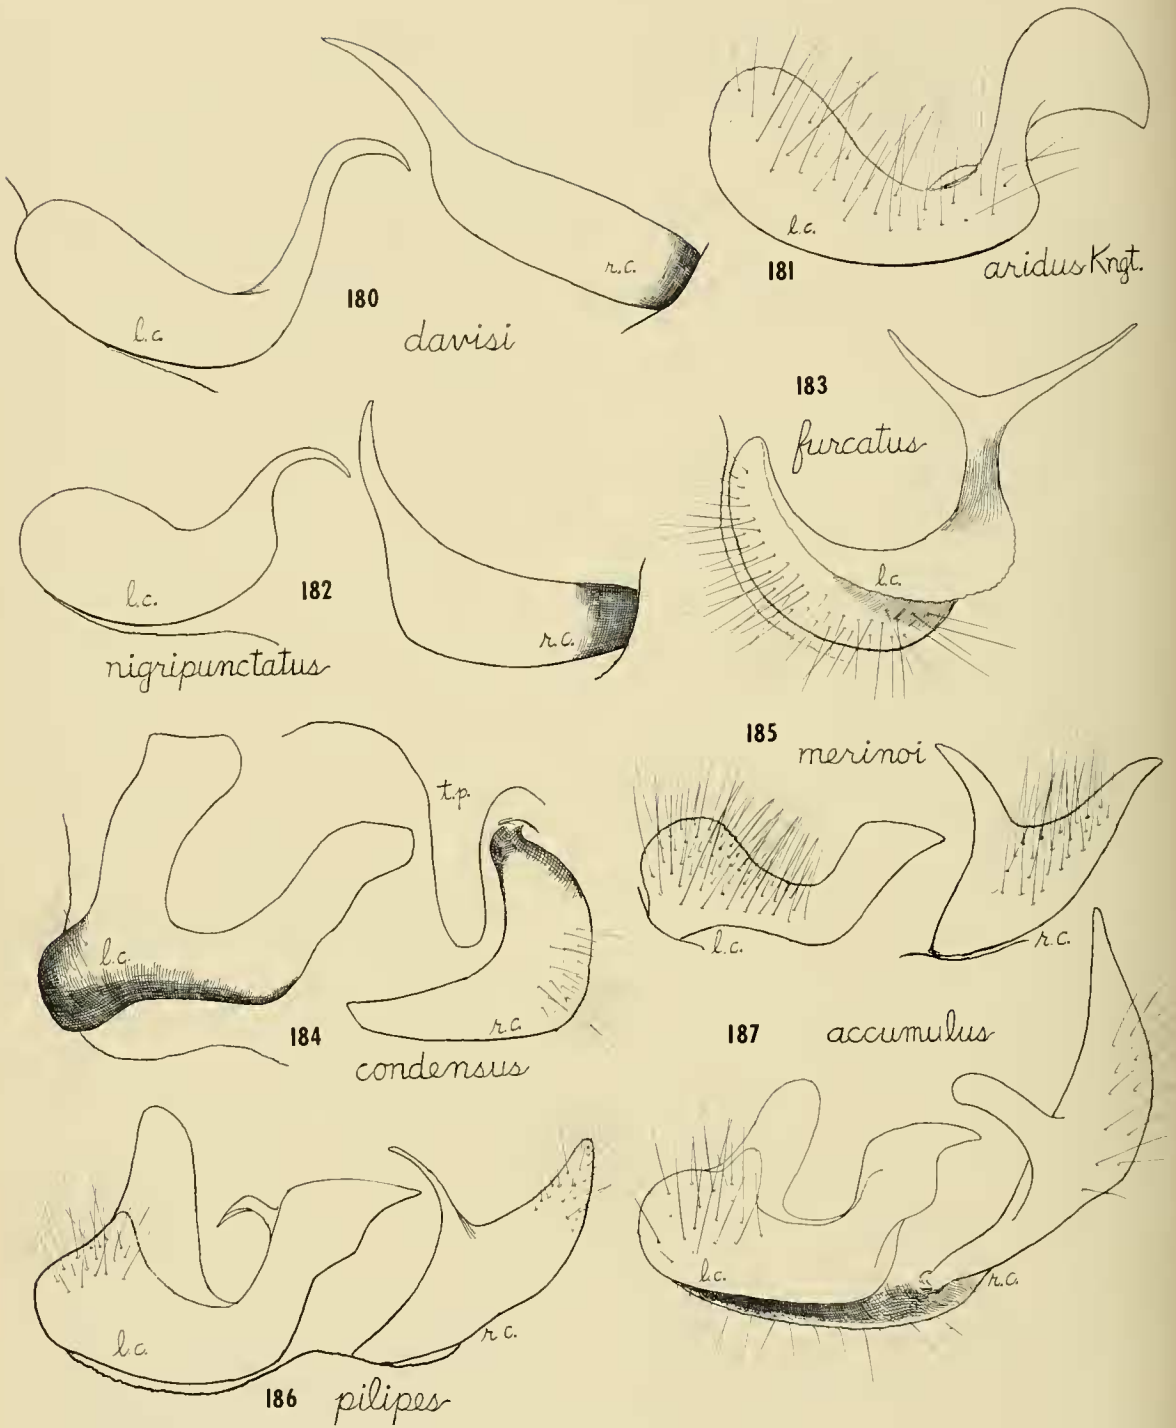 l.c.
180
r.c.
davisi
l.c.
181
aridus Kngt.
l.c.
182
r.c.
nigripunctatus
183
furcatus
l.c.
t.p.
l.c.
184
r.c.
condensus
185
merinoi
l.c.
r.c.
l.c.
r.c.
186
pilipes
187
accumulus
l.c.
r.c.